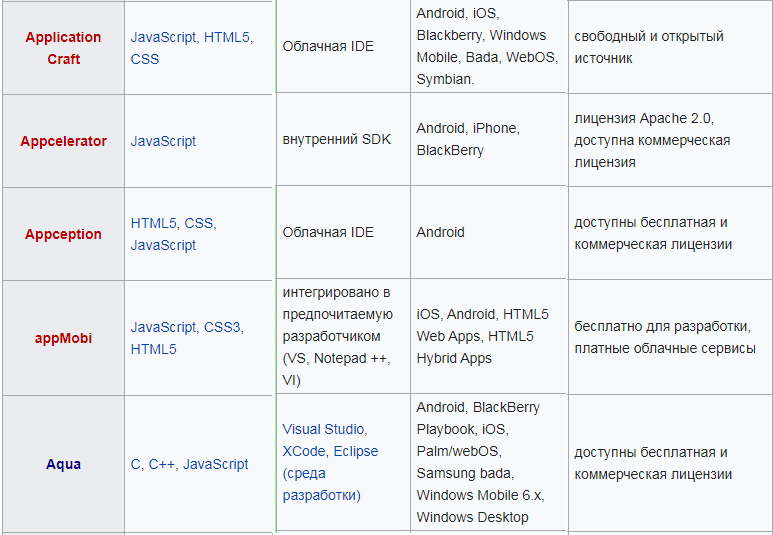 Application
Craft
JavaScript, HTML5,
CSS
Облачная IDE
Android, iOS,
Blackberry, Windows
Mobile, Bada, WebOS,
Symbian.
свободный и открытый
источник
Appcelerator
JavaScript
внутренний SDK
Android, iPhone,
BlackBerry
лицензия Apache 2.0,
доступна коммерческая
лицензия
Appception
HTML5, CSS,
JavaScript
Облачная IDE
Android
доступны бесплатная и
коммерческая лицензии
appMobi
JavaScript, CSS3,
HTML5
интегрировано в
предпочитаемую
разработчиком
(VS, Notepad ++,
VI)
iOS, Android, HTML5
Web Apps, HTML5
Hybrid Apps
бесплатно для разработки,
платные облачные сервисы
Aqua
C, C++, JavaScript
Visual Studio,
XCode, Eclipse
(среда
разработки)
Android, BlackBerry
Playbook, iOS,
Palm/webOS,
Samsung bada,
Windows Mobile 6.x,
Windows Desktop
доступны бесплатная и
коммерческая лицензии